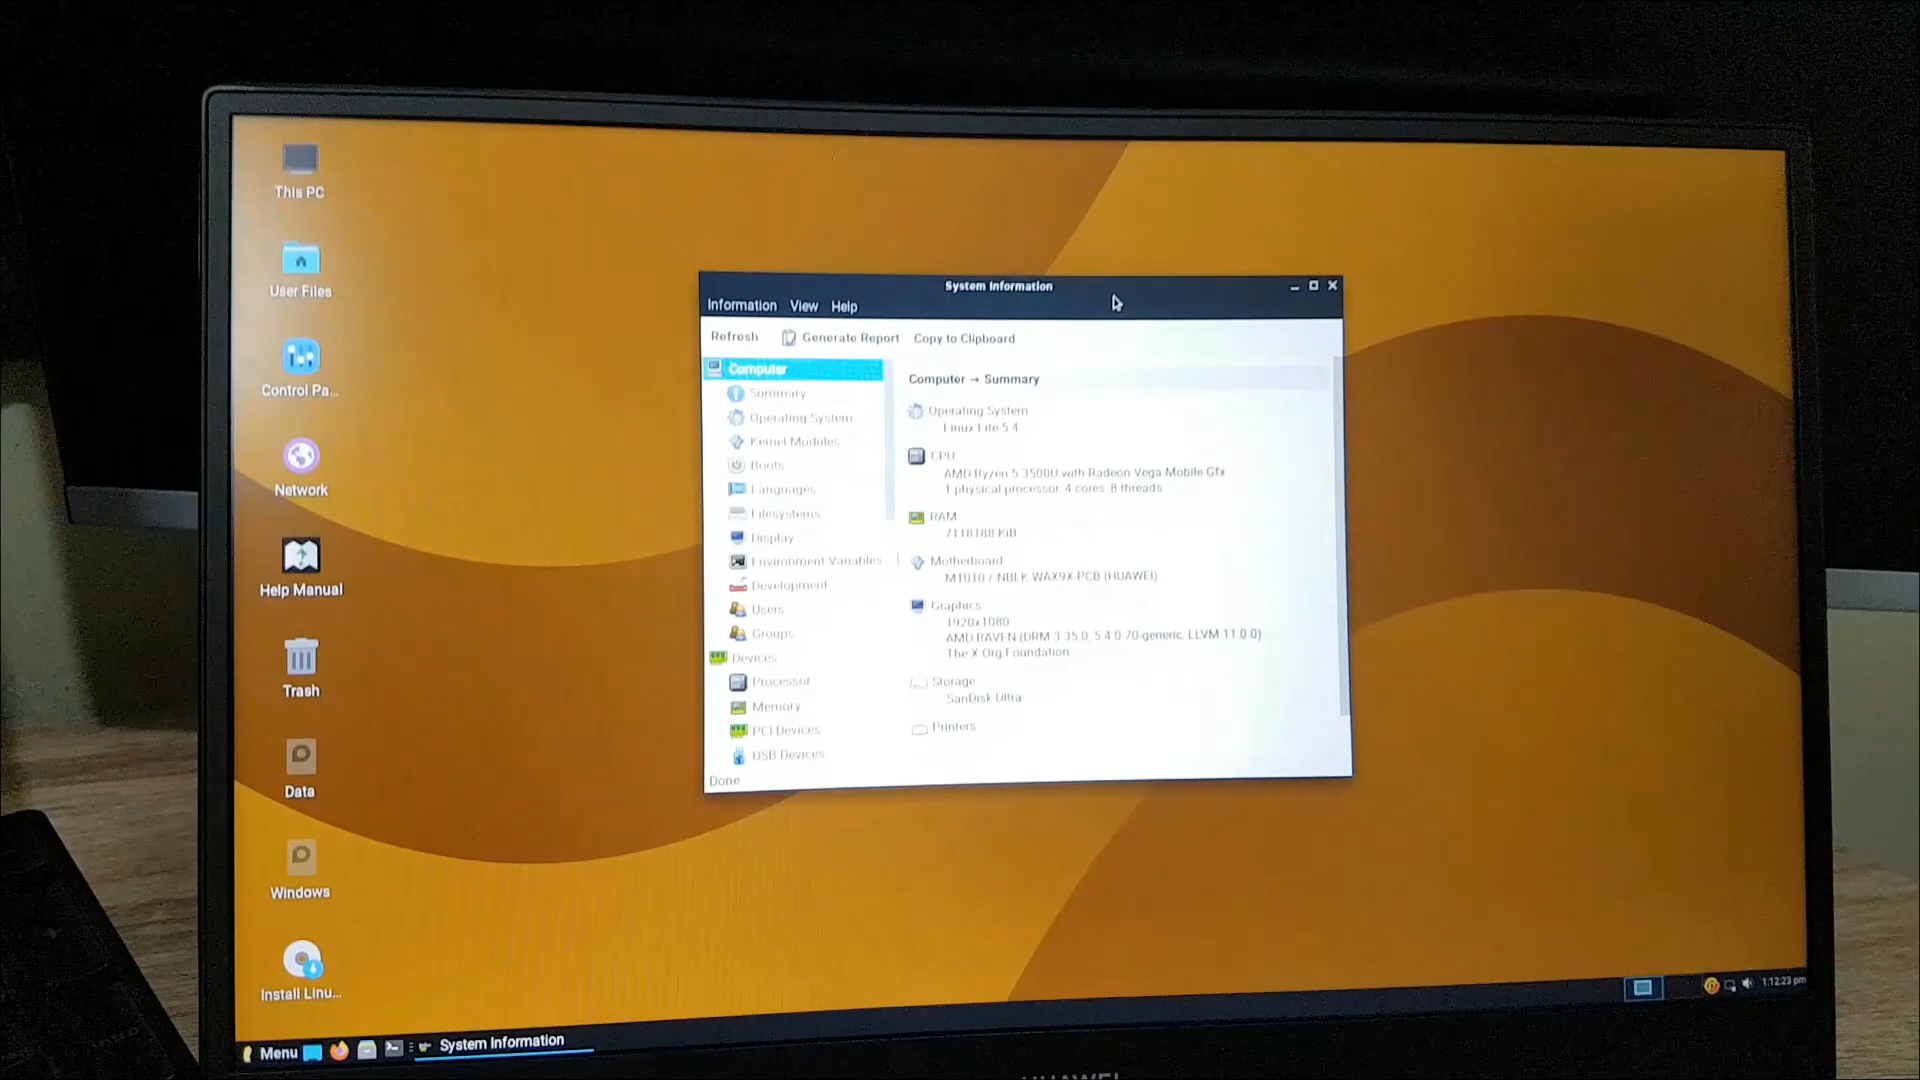 This PC
User Files
Control Pa...
Network
Help Manual
Trash
Data
Windows
Install Linu...
System Information
Information View Help
Refresh Generate Report Copy to Clipboard
Computer
Summary
Operating System
Kernel Modules
Boots
Languages
Filesystems
Display
Environment Variables
Development
Users
Groups
Devices
Processor
Memory
PCI Devices
USB Devices
Done
Computer → Summary
Operating System
Linux Lite 5.4
CPU
AMD Ryzen 5 3500U with Radeon Vega Mobile Gfx
1 physical processor; 4 cores; 8 threads
RAM
7118188 KiB
Motherboard
M1010 / NBLK-WAX9X-PCB (HUAWEI)
Graphics
1920x1080
AMD RAVEN (DRM 3.35.0, 5.4.0-70-generic, LLVM 11.0.0)
The X.Org Foundation
Storage
SanDisk Ultra
Printers
Menu System Information
1:12:23 pm
HUAWEI